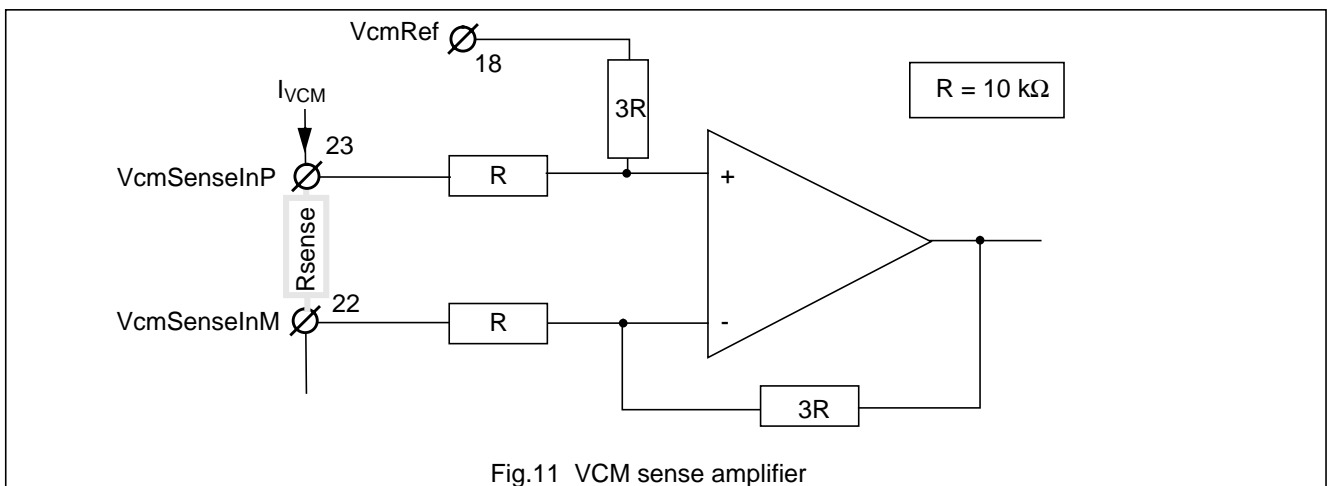 VcmRef
18
I_VCM
3R
R = 10 kΩ
23
VcmSenseInP
R
+
Rsense
22
VcmSenseInM
R
-
3R
Fig.11 VCM sense amplifier